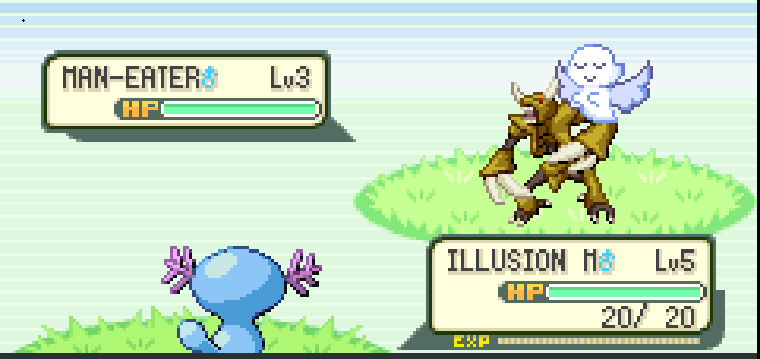 MAN-EATER♂ Lv3
HP
ILLUSION M♂ Lv5
HP
20/ 20
EXP